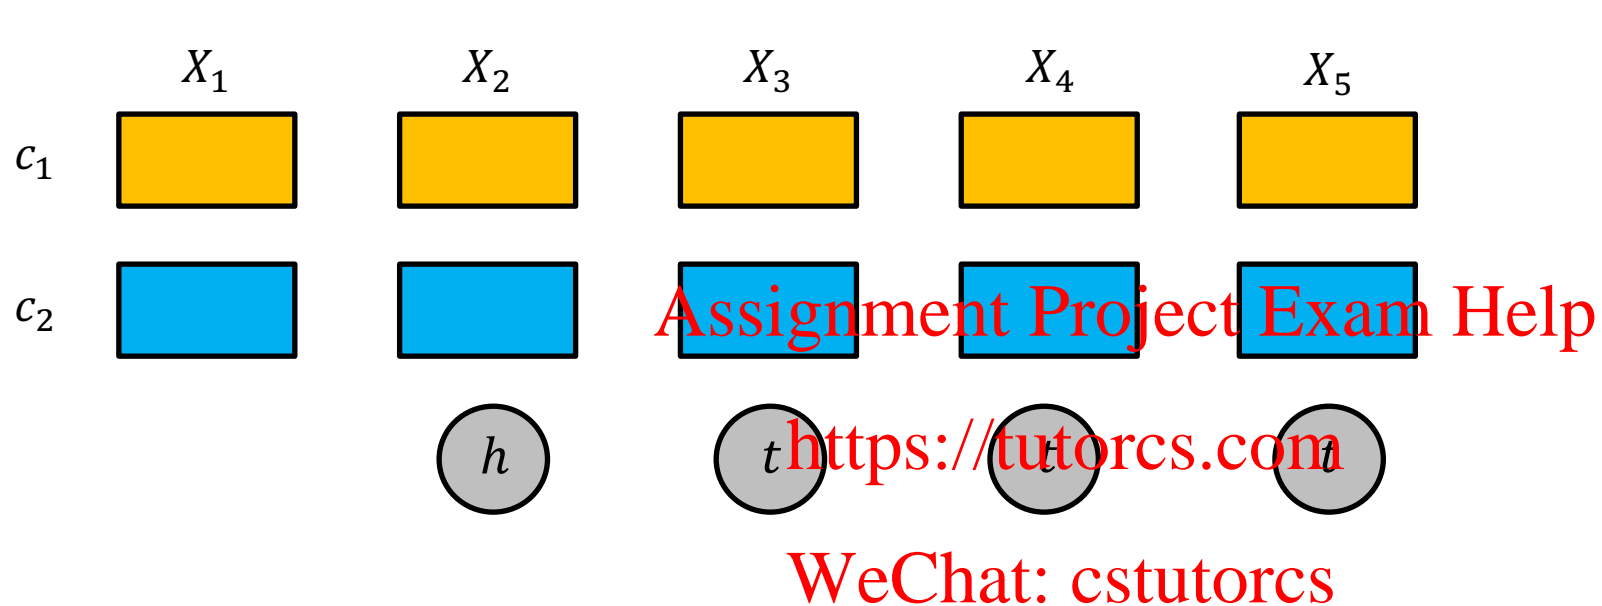 X₁ X₂ X₃ X₄ X₅
c₁
c₂
Assignment Project Exam Help
h t t t
https://tutorcs.com
WeChat: cstutorcs